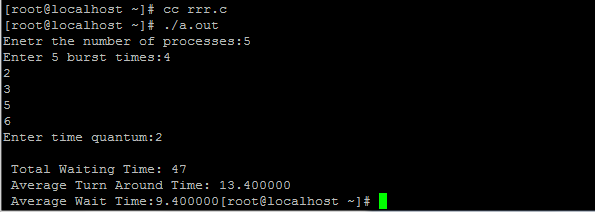 [root@localhost ~]# cc rrr.c
[root@localhost ~]# ./a.out
Enetr the number of processes:5
Enter 5 burst times:4
2
3
5
6
Enter time quantum:2
Total Waiting Time: 47
Average Turn Around Time: 13.400000
Average Wait Time:9.400000[root@localhost ~]#